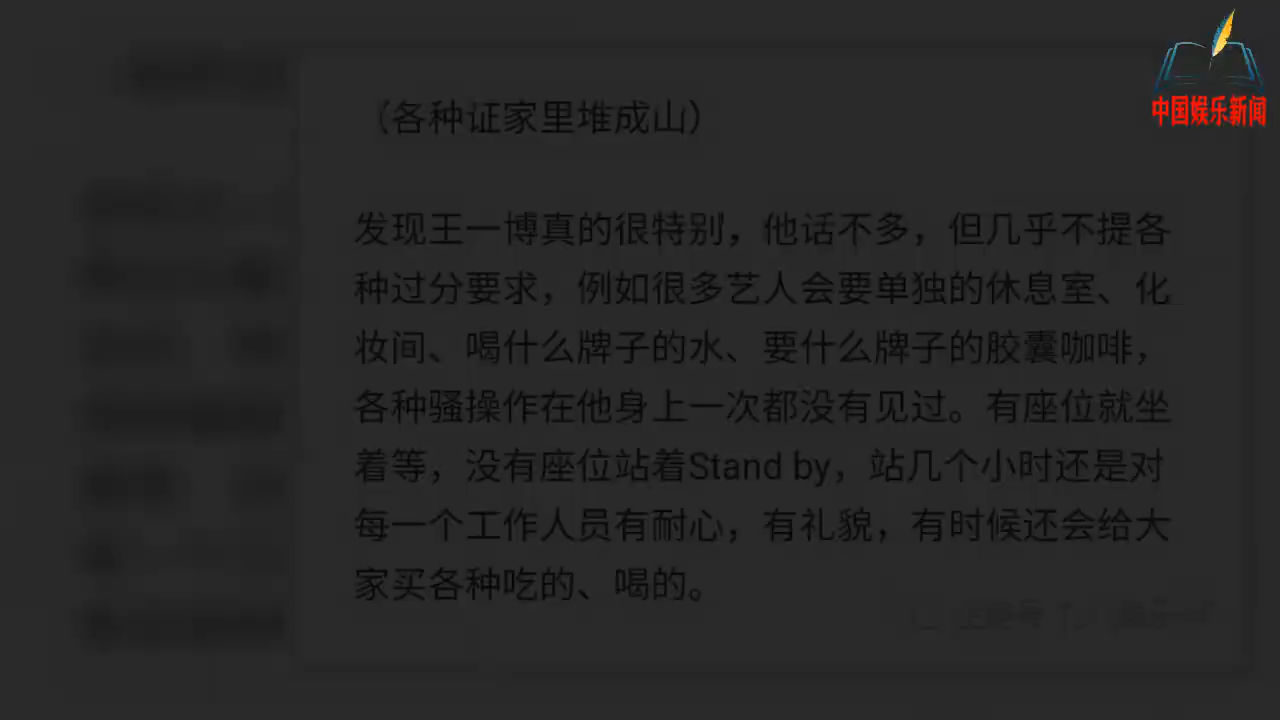 中国娱乐新闻
（各种证家里堆成山）
发现王一博真的很特别，他话不多，但几乎不提各
种过分要求，例如很多艺人会要单独的休息室、化
妆间、喝什么牌子的水、要什么牌子的胶囊咖啡，
各种骚操作在他身上一次都没有见过。有座位就坐
着等，没有座位站着Stand by，站几个小时还是对
每一个工作人员有耐心，有礼貌，有时候还会给大
家买各种吃的、喝的。